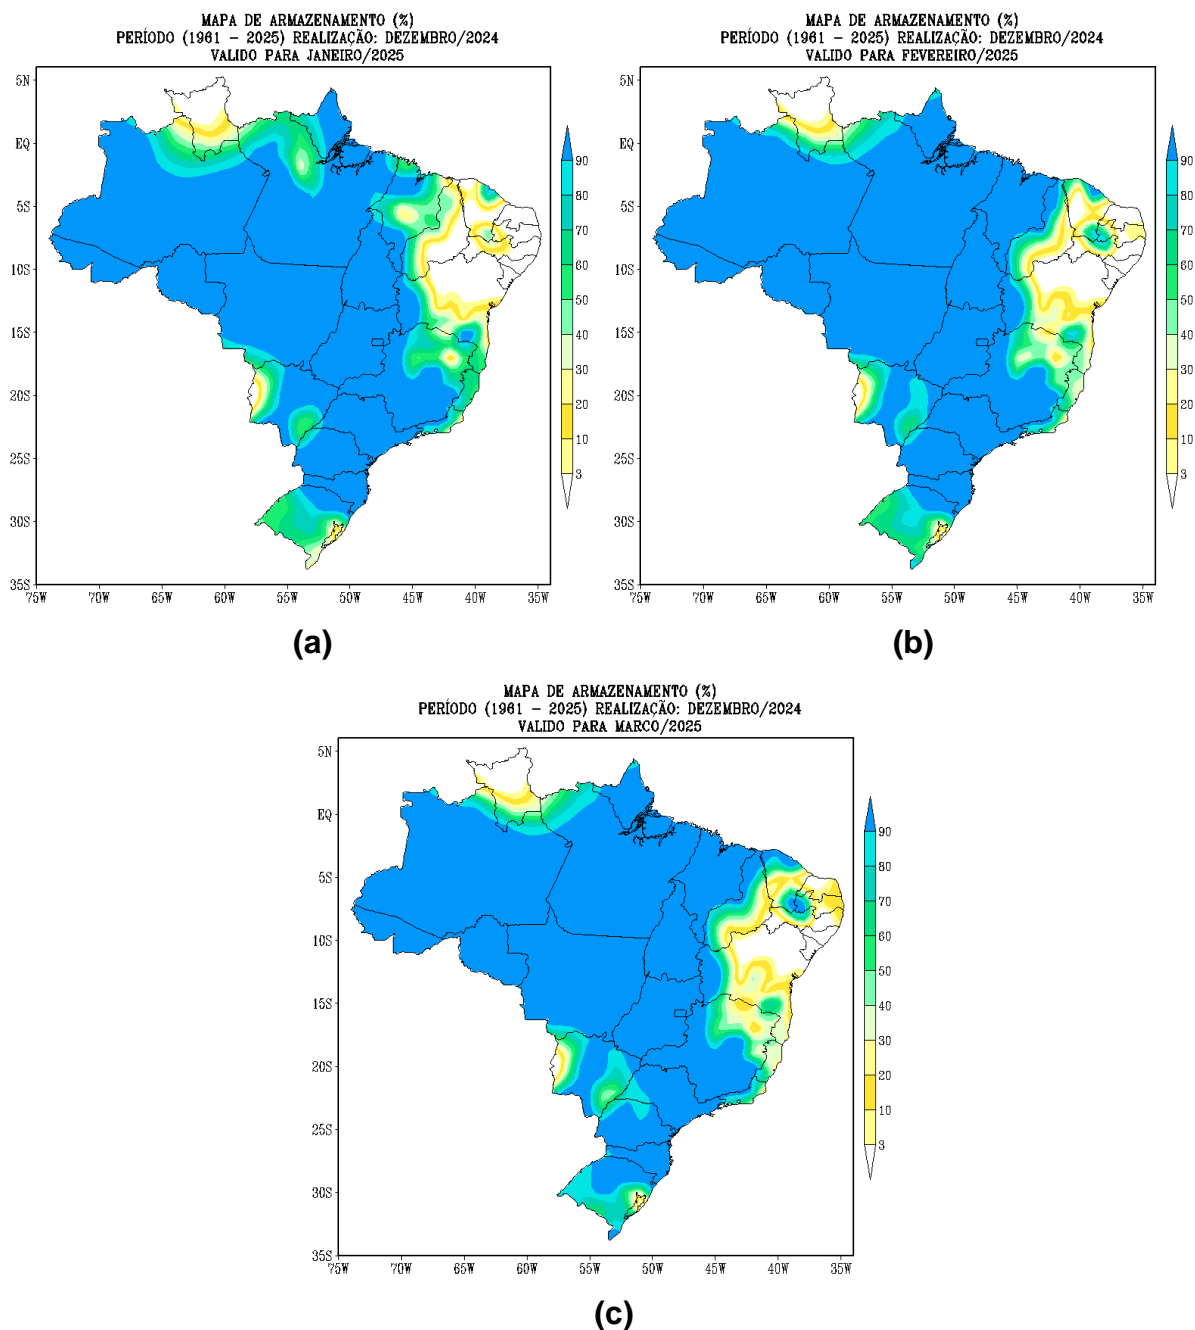 MAPA DE ARMAZENAMENTO (%)
PERÍODO (1961 – 2025) REALIZAÇÃO: DEZEMBRO/2024
VALIDO PARA JANEIRO/2025
5N
EQ
5S
10S
15S
20S
25S
30S
35S
75W 70W 65W 60W 55W 50W 45W 40W 35W
90
80
70
60
50
40
30
20
10
3
(a)
MAPA DE ARMAZENAMENTO (%)
PERÍODO (1961 – 2025) REALIZAÇÃO: DEZEMBRO/2024
VALIDO PARA FEVEREIRO/2025
5N
EQ
5S
10S
15S
20S
25S
30S
35S
75W 70W 65W 60W 55W 50W 45W 40W 35W
90
80
70
60
50
40
30
20
10
3
(b)
MAPA DE ARMAZENAMENTO (%)
PERÍODO (1961 – 2025) REALIZAÇÃO: DEZEMBRO/2024
VALIDO PARA MARCO/2025
5N
EQ
5S
10S
15S
20S
25S
30S
35S
75W 70W 65W 60W 55W 50W 45W 40W 35W
90
80
70
60
50
40
30
20
10
3
(c)